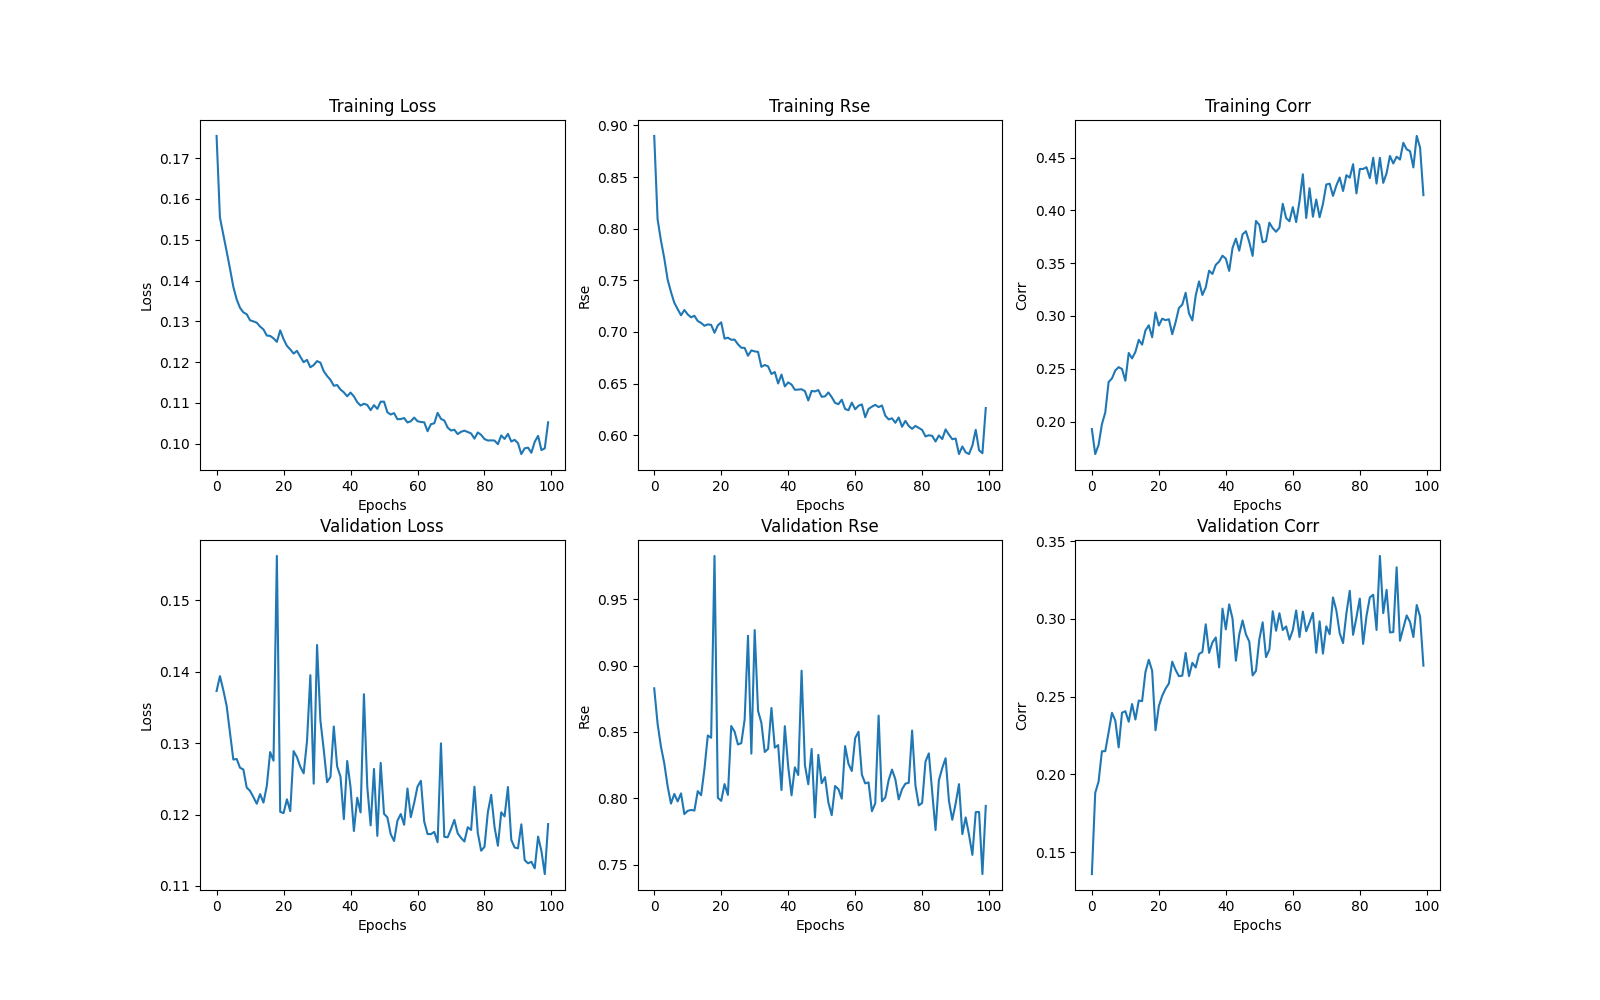 Training Loss
Training Rse
Training Corr
0.17
0.16
0.15
0.14
0.13
0.12
0.11
0.10
Loss
0 20 40 60 80 100
Epochs
0.90
0.85
0.80
0.75
0.70
0.65
0.60
Rse
0 20 40 60 80 100
Epochs
0.45
0.40
0.35
0.30
0.25
0.20
Corr
0 20 40 60 80 100
Epochs
Validation Loss
Validation Rse
Validation Corr
0.15
0.14
0.13
0.12
0.11
Loss
0 20 40 60 80 100
Epochs
0.95
0.90
0.85
0.80
0.75
Rse
0 20 40 60 80 100
Epochs
0.35
0.30
0.25
0.20
0.15
Corr
0 20 40 60 80 100
Epochs